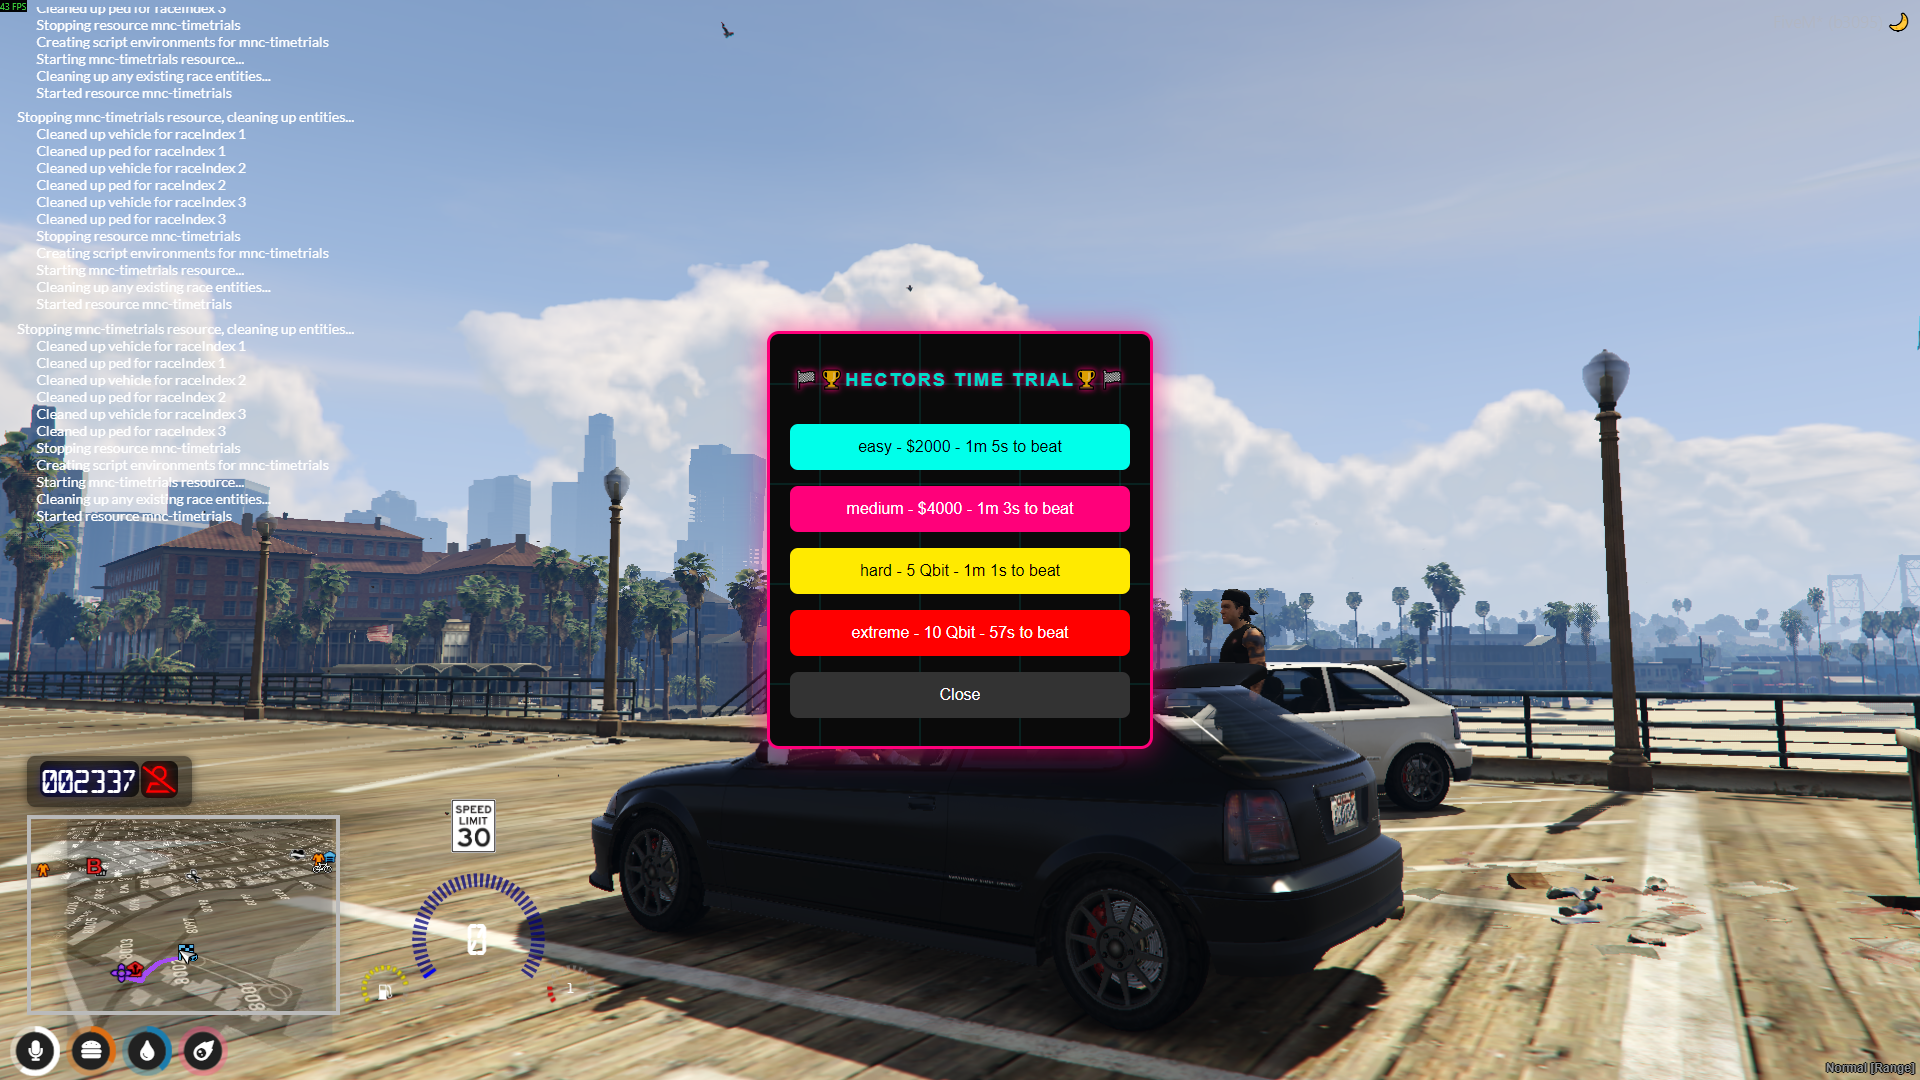 43 FPS
Cleaned up ped for raceIndex 3
Stopping resource mnc-timetrials
Creating script environments for mnc-timetrials
Starting mnc-timetrials resource...
Cleaning up any existing race entities...
Started resource mnc-timetrials
Stopping mnc-timetrials resource, cleaning up entities...
Cleaned up vehicle for raceIndex 1
Cleaned up ped for raceIndex 1
Cleaned up vehicle for raceIndex 2
Cleaned up ped for raceIndex 2
Cleaned up vehicle for raceIndex 3
Cleaned up ped for raceIndex 3
Stopping resource mnc-timetrials
Creating script environments for mnc-timetrials
Starting mnc-timetrials resource...
Cleaning up any existing race entities...
Started resource mnc-timetrials
Stopping mnc-timetrials resource, cleaning up entities...
Cleaned up vehicle for raceIndex 1
Cleaned up ped for raceIndex 1
Cleaned up vehicle for raceIndex 2
Cleaned up ped for raceIndex 2
Cleaned up vehicle for raceIndex 3
Cleaned up ped for raceIndex 3
Stopping resource mnc-timetrials
Creating script environments for mnc-timetrials
Starting mnc-timetrials resource...
Cleaning up any existing race entities...
Started resource mnc-timetrials
HECTORS TIME TRIAL
easy - $2000 - 1m 5s to beat
medium - $4000 - 1m 3s to beat
hard - 5 Qbit - 1m 1s to beat
extreme - 10 Qbit - 57s to beat
Close
002337
SPEED
LIMIT
30
B
8003
0
1
Normal [Range]